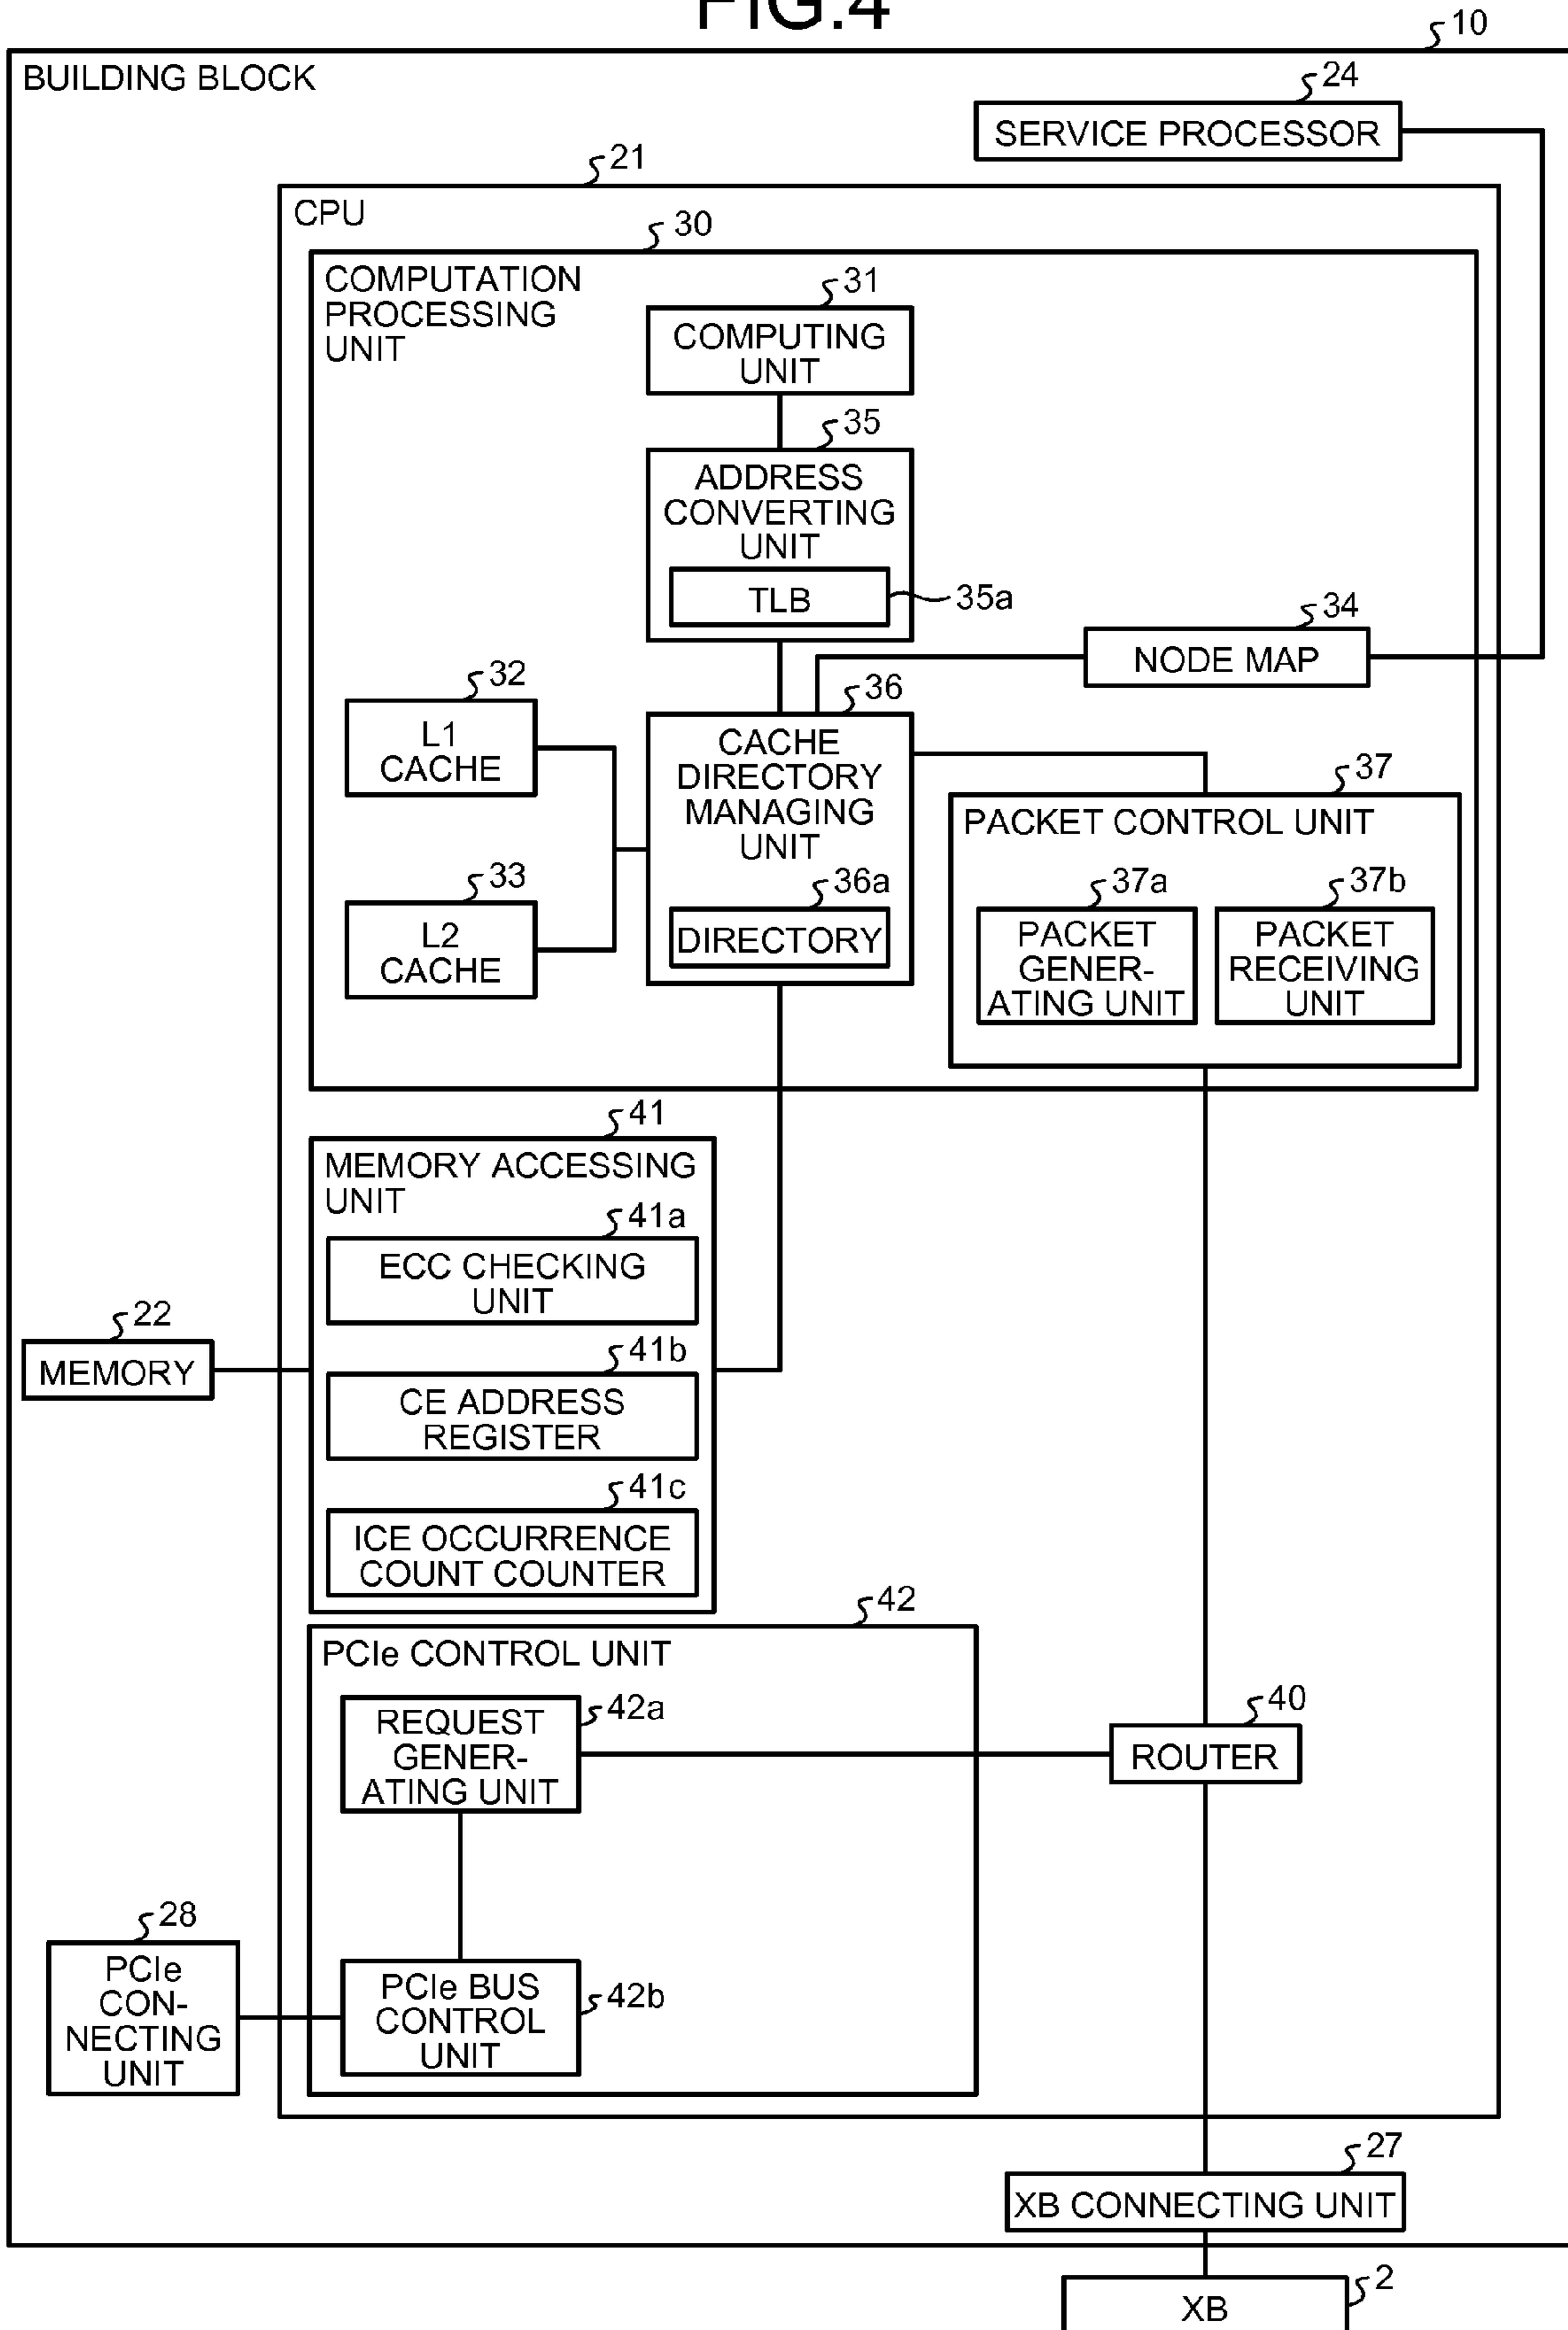 FIG.4
10
BUILDING BLOCK
24
SERVICE PROCESSOR
21
CPU
30
COMPUTATION
PROCESSING
UNIT
31
COMPUTING
UNIT
35
ADDRESS
CONVERTING
UNIT
TLB
35a
34
NODE MAP
32
L1
CACHE
36
CACHE
DIRECTORY
MANAGING
UNIT
36a
DIRECTORY
33
L2
CACHE
37
PACKET CONTROL UNIT
37a
PACKET
GENER-
ATING UNIT
37b
PACKET
RECEIVING
UNIT
41
MEMORY ACCESSING
UNIT
41a
ECC CHECKING
UNIT
22
MEMORY
41b
CE ADDRESS
REGISTER
41c
ICE OCCURRENCE
COUNT COUNTER
42
PCIe CONTROL UNIT
REQUEST
GENER-
ATING UNIT
42a
40
ROUTER
28
PCIe
CON-
NECTING
UNIT
PCIe BUS
CONTROL
UNIT
42b
27
XB CONNECTING UNIT
2
XB